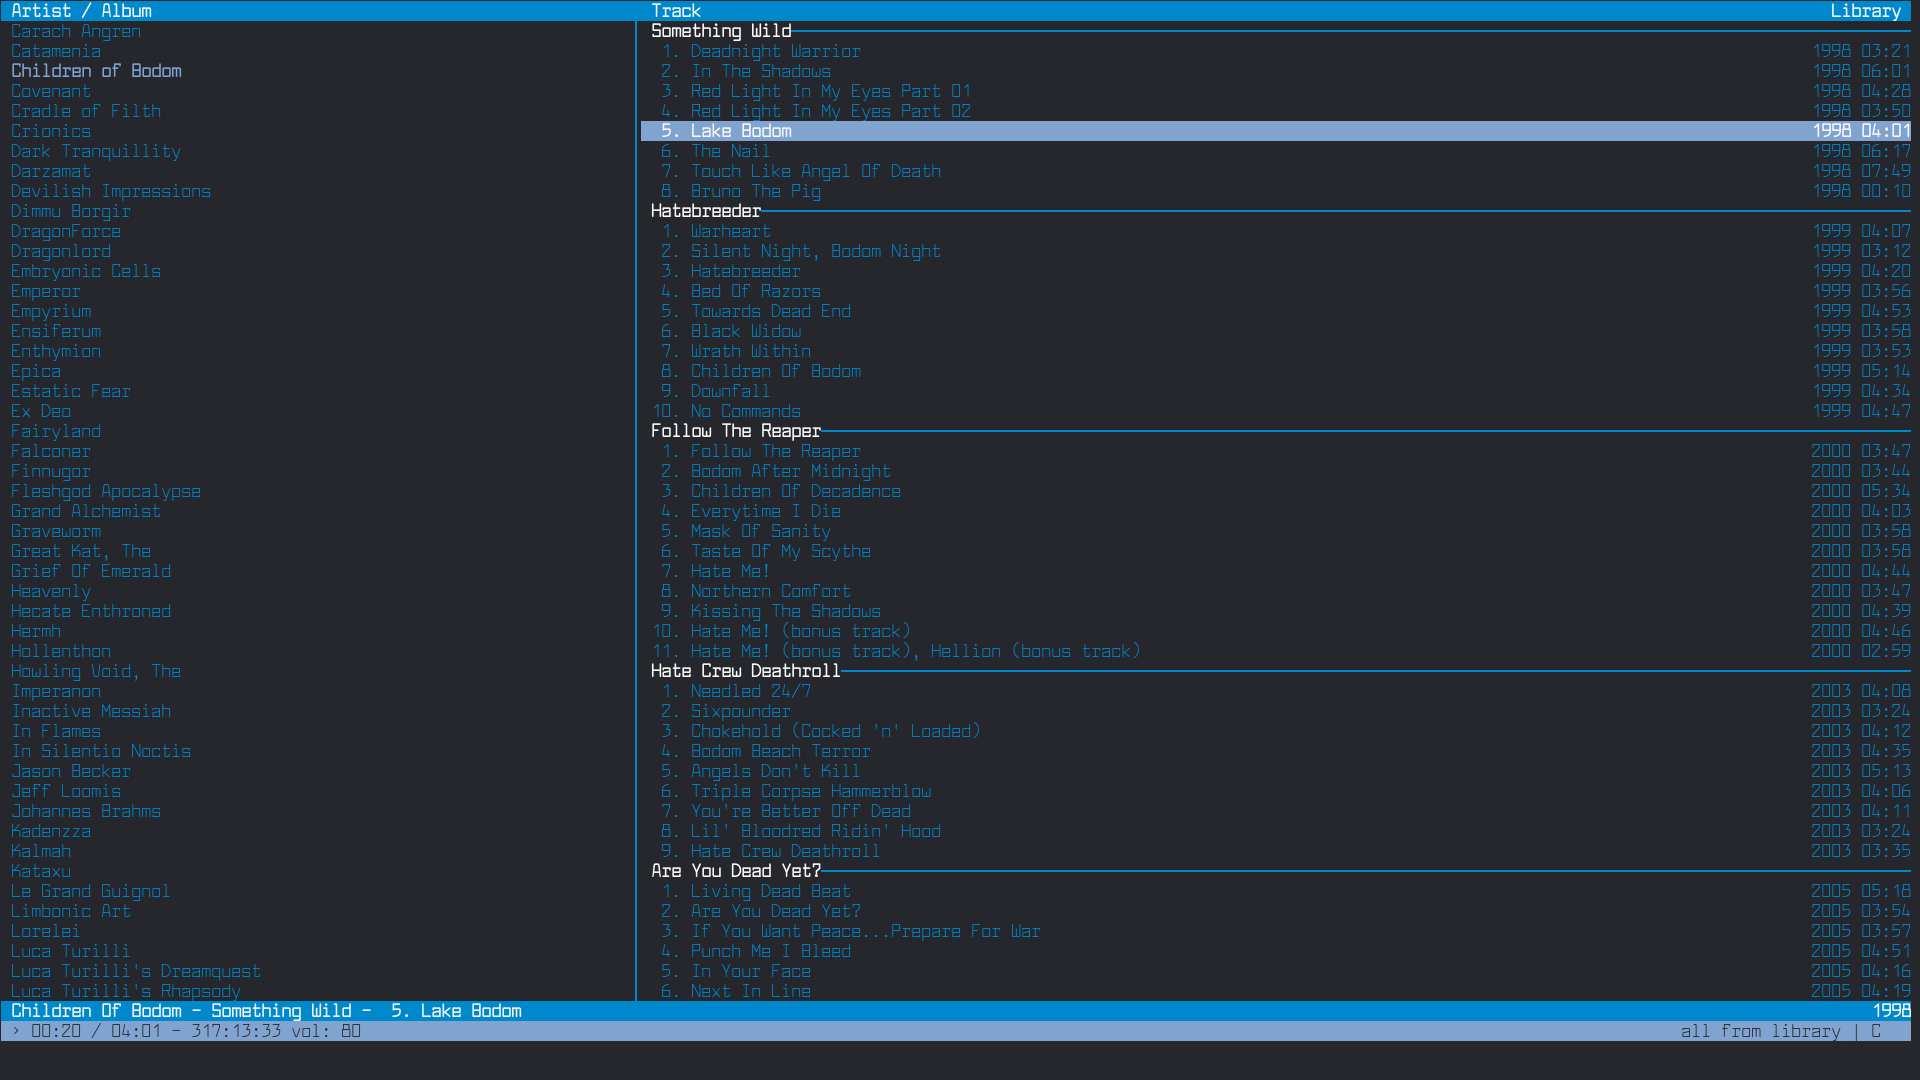 Artist / Album
Carach Angren
Catamenia
Children of Bodom
Covenant
Cradle of Filth
Crionics
Dark Tranquillity
Darzamat
Devilish Impressions
Dimmu Borgir
DragonForce
Dragonlord
Embryonic Cells
Emperor
Empyrium
Ensiferum
Enthymion
Epica
Estatic Fear
Ex Deo
Fairyland
Falconer
Finnugor
Fleshgod Apocalypse
Grand Alchemist
Graveworm
Great Kat, The
Grief Of Emerald
Heavenly
Hecate Enthroned
Hermh
Hollenthon
Howling Void, The
Imperanon
Inactive Messiah
In Flames
In Silentio Noctis
Jason Becker
Jeff Loomis
Johannes Brahms
Kadenzza
Kalmah
Kataxu
Le Grand Guignol
Limbonic Art
Lorelei
Luca Turilli
Luca Turilli's Dreamquest
Luca Turilli's Rhapsody
Track Library
Something Wild
1. Deadnight Warrior 1998 03:21
2. In The Shadows 1998 06:01
3. Red Light In My Eyes Part 01 1998 04:28
4. Red Light In My Eyes Part 02 1998 03:50
5. Lake Bodom 1998 04:01
6. The Nail 1998 06:17
7. Touch Like Angel Of Death 1998 07:49
8. Bruno The Pig 1998 00:10
Hatebreeder
1. Warheart 1999 04:07
2. Silent Night, Bodom Night 1999 03:12
3. Hatebreeder 1999 04:20
4. Bed Of Razors 1999 03:56
5. Towards Dead End 1999 04:53
6. Black Widow 1999 03:58
7. Wrath Within 1999 03:53
8. Children Of Bodom 1999 05:14
9. Downfall 1999 04:34
10. No Commands 1999 04:47
Follow The Reaper
1. Follow The Reaper 2000 03:47
2. Bodom After Midnight 2000 03:44
3. Children Of Decadence 2000 05:34
4. Everytime I Die 2000 04:03
5. Mask Of Sanity 2000 03:58
6. Taste Of My Scythe 2000 03:58
7. Hate Me! 2000 04:44
8. Northern Comfort 2000 03:47
9. Kissing The Shadows 2000 04:39
10. Hate Me! (bonus track) 2000 04:46
11. Hate Me! (bonus track), Hellion (bonus track) 2000 02:59
Hate Crew Deathroll
1. Needled 24/7 2003 04:08
2. Sixpounder 2003 03:24
3. Chokehold (Cocked 'n' Loaded) 2003 04:12
4. Bodom Beach Terror 2003 04:35
5. Angels Don't Kill 2003 05:13
6. Triple Corpse Hammerblow 2003 04:06
7. You're Better Off Dead 2003 04:11
8. Lil' Bloodred Ridin' Hood 2003 03:24
9. Hate Crew Deathroll 2003 03:35
Are You Dead Yet?
1. Living Dead Beat 2005 05:18
2. Are You Dead Yet? 2005 03:54
3. If You Want Peace...Prepare For War 2005 03:57
4. Punch Me I Bleed 2005 04:51
5. In Your Face 2005 04:16
6. Next In Line 2005 04:19
Children Of Bodom - Something Wild -  5. Lake Bodom 1998
> 00:20 / 04:01 - 317:13:33 vol: 80 all from library | C